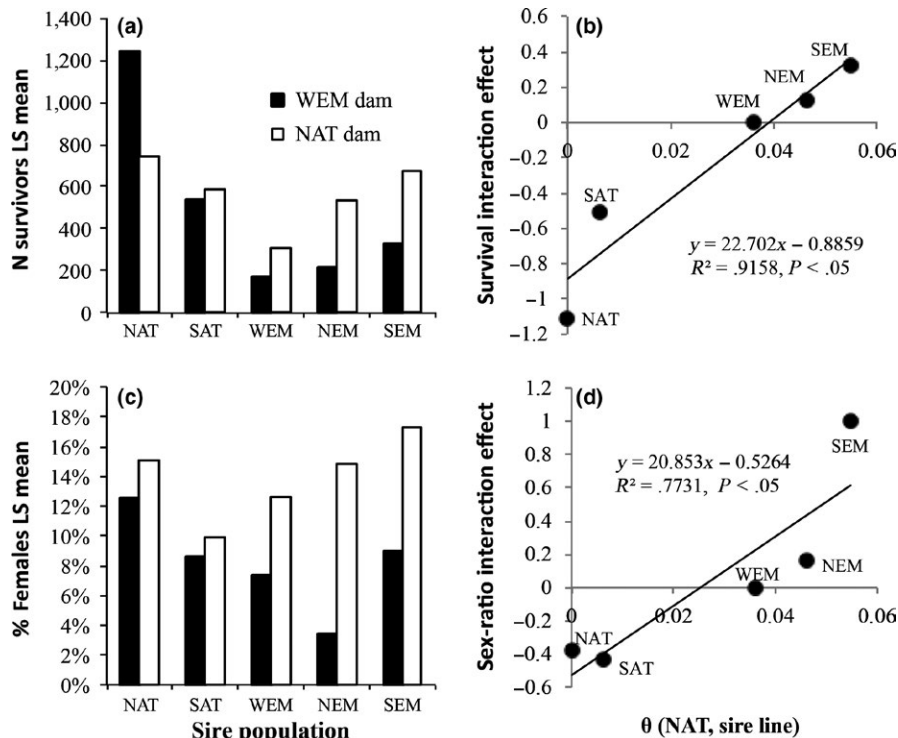 (a)
N survivors LS mean
1,400
1,200
1,000
800
600
400
200
0
WEM dam
NAT dam
NAT SAT WEM NEM SEM
(b)
Survival interaction effect
0.6
0.4
0.2
0
−0.2
−0.4
−0.6
−0.8
−1
−1.2
0 0.02 0.04 0.06
SEM
NEM
WEM
SAT
NAT
y = 22.702x − 0.8859
R² = .9158, P < .05
(c)
% Females LS mean
20%
18%
16%
14%
12%
10%
8%
6%
4%
2%
0%
NAT SAT WEM NEM SEM
Sire population
(d)
Sex-ratio interaction effect
1.2
1
0.8
0.6
0.4
0.2
0
−0.2
−0.4
−0.6
0 0.02 0.04 0.06
y = 20.853x − 0.5264
R² = .7731, P < .05
SEM
WEM
NEM
NAT
SAT
θ (NAT, sire line)